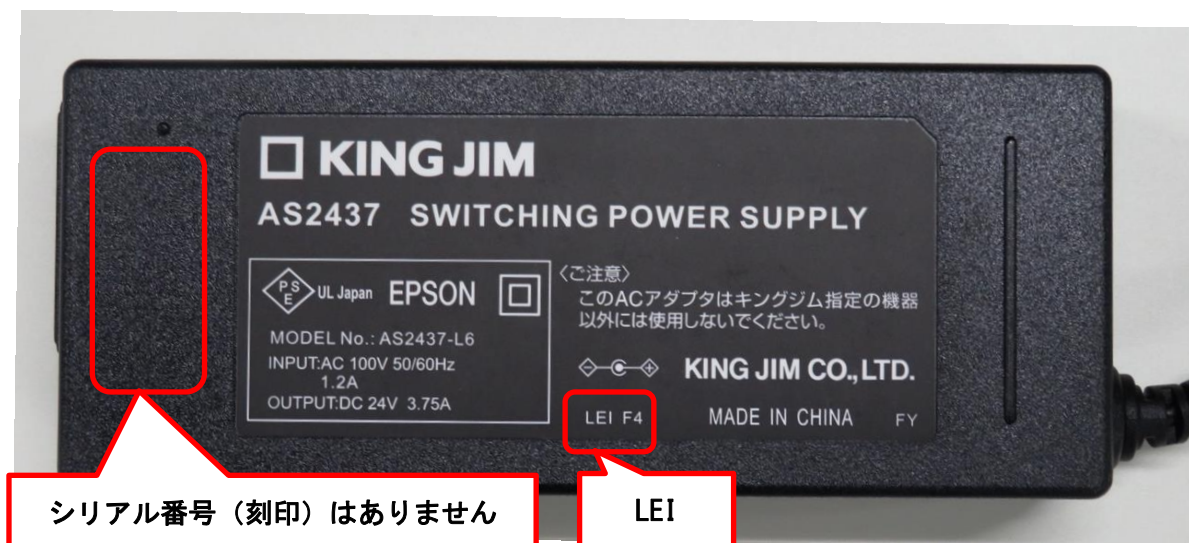 KING JIM
AS2437 SWITCHING POWER SUPPLY
PSE UL Japan EPSON
MODEL No.: AS2437-L6
INPUT:AC 100V 50/60Hz
1.2A
OUTPUT:DC 24V 3.75A
〈ご注意〉
このACアダプタはキングジム指定の機器
以外には使用しないでください。
KING JIM CO.,LTD.
LEI F4 MADE IN CHINA FY
シリアル番号（刻印）はありません
LEI